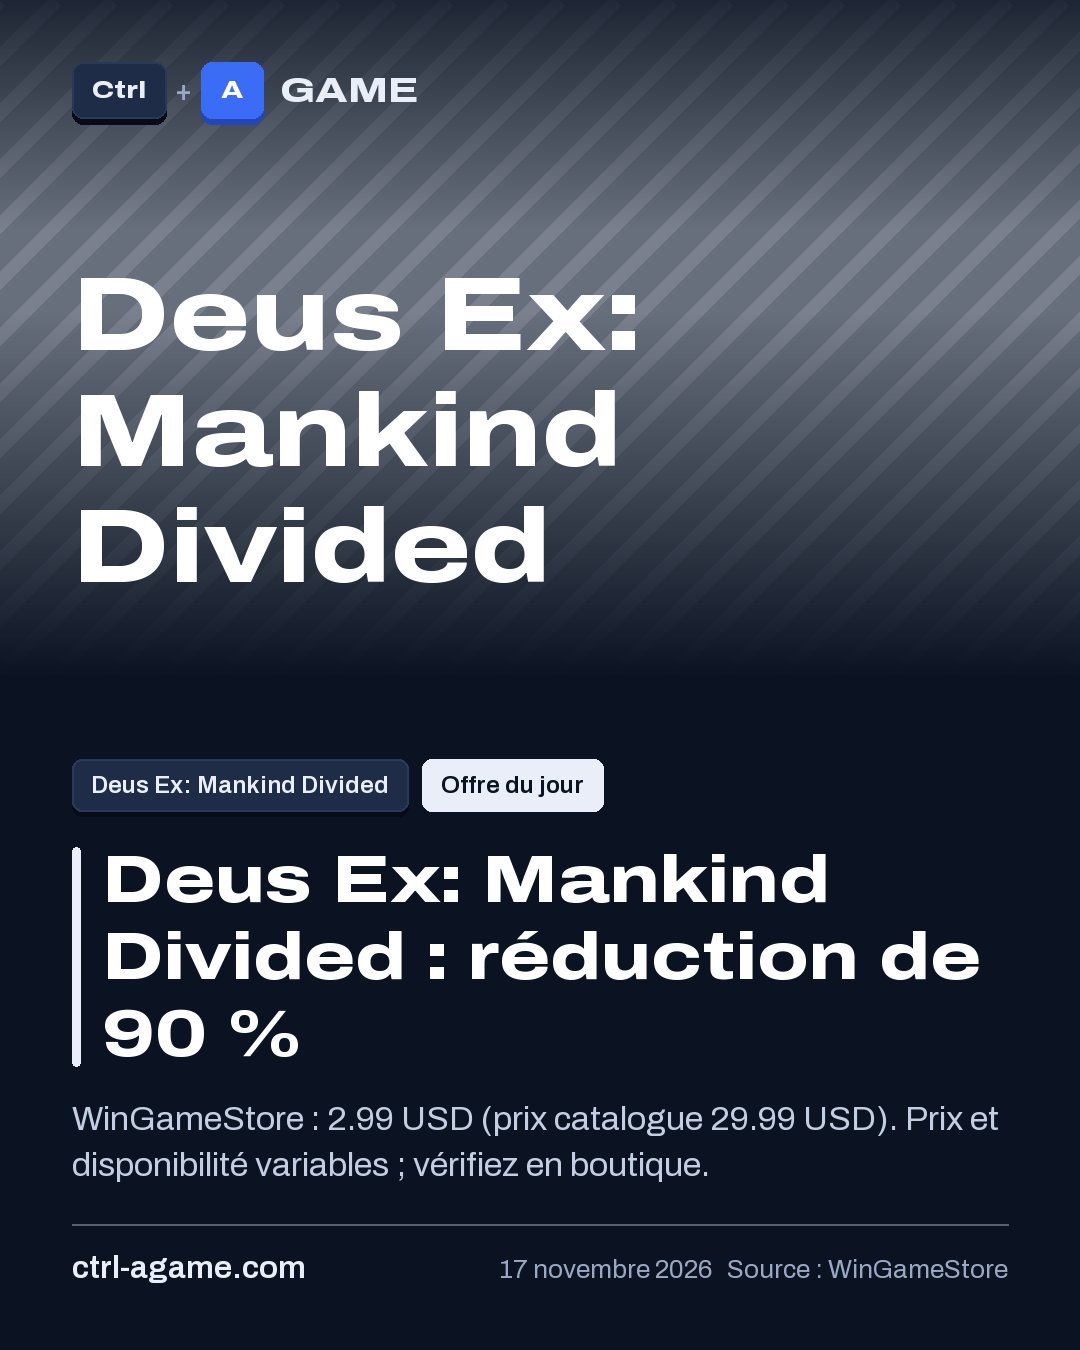 Ctrl + A GAME
Deus Ex:
Mankind
Divided
Deus Ex: Mankind Divided Offre du jour
Deus Ex: Mankind
Divided : réduction de
90 %
WinGameStore : 2.99 USD (prix catalogue 29.99 USD). Prix et
disponibilité variables ; vérifiez en boutique.
ctrl-agame.com 17 novembre 2026 Source : WinGameStore